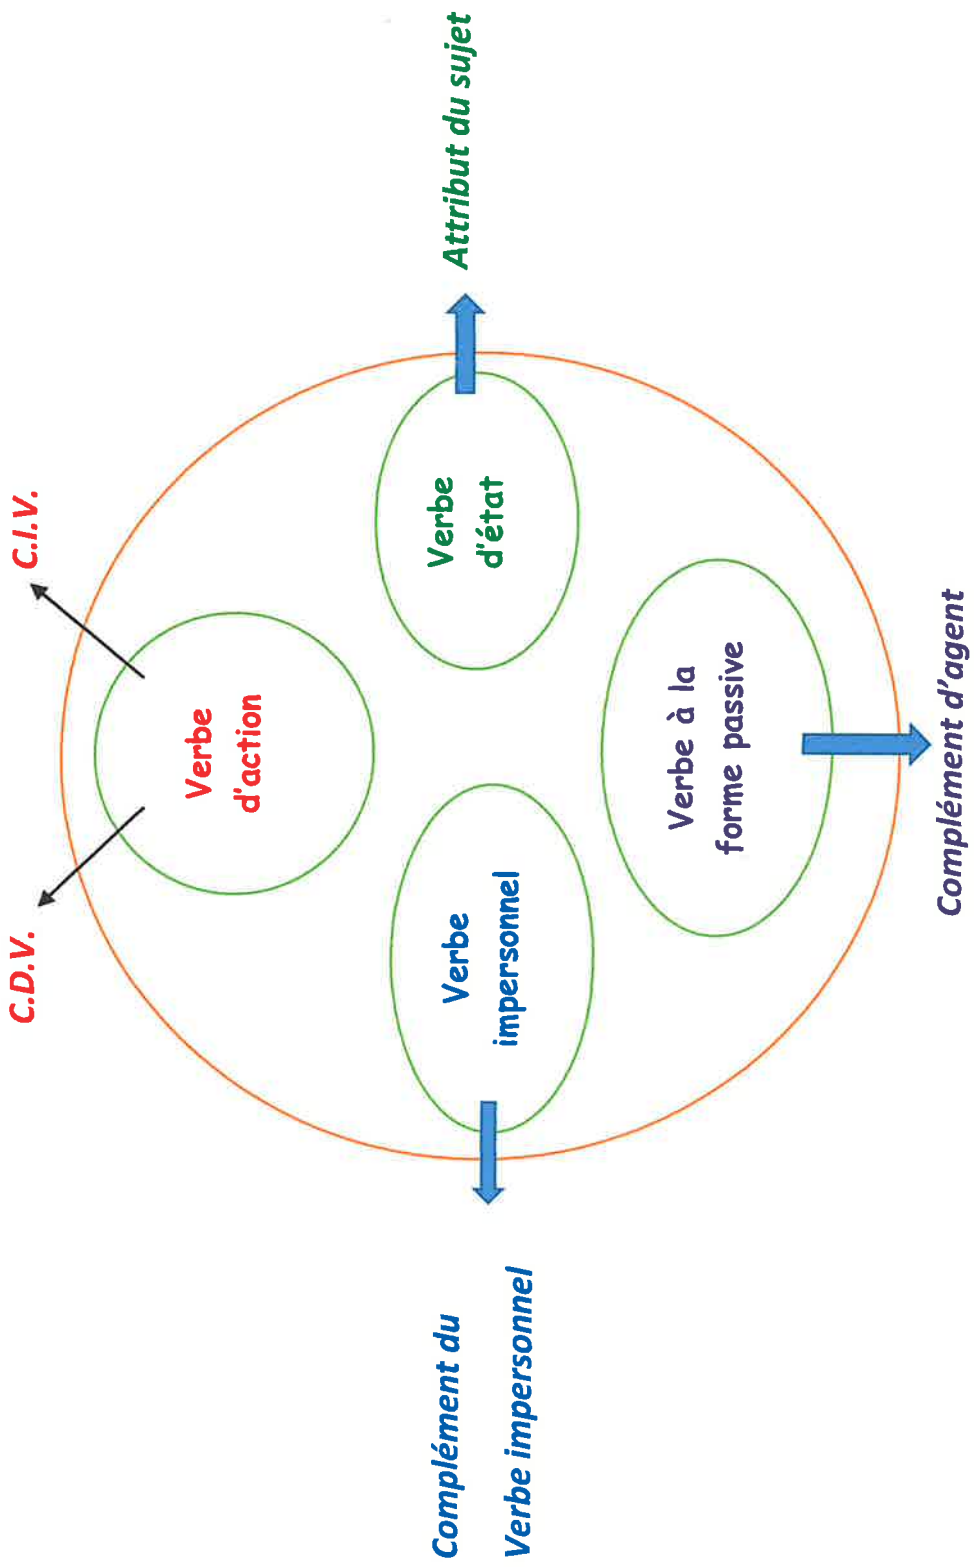 C.D.V.
C.I.V.
Verbe
d'action
Complément du
Verbe impersonnel
Verbe
impersonnel
Verbe
d'état
Attribut du sujet
Verbe à la
forme passive
Complément d'agent